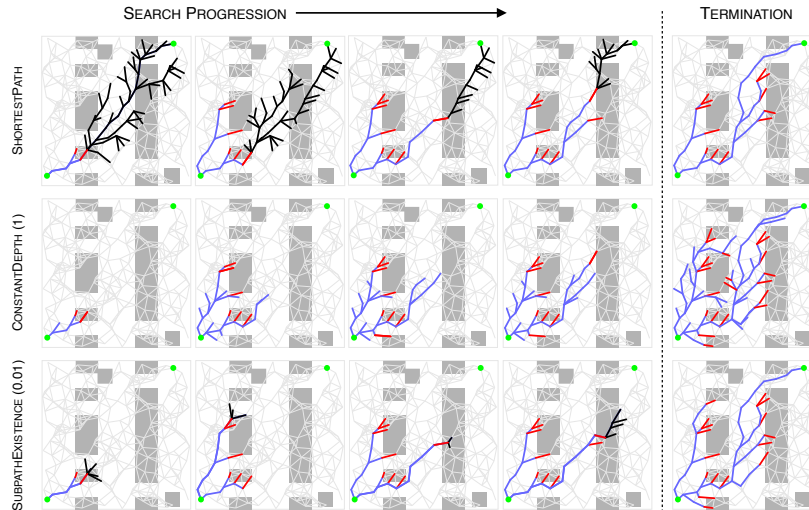 SEARCH PROGRESSION
TERMINATION
SHORTESTPATH
CONSTANTDEPTH (1)
SUBPATHEXISTENCE (0.01)